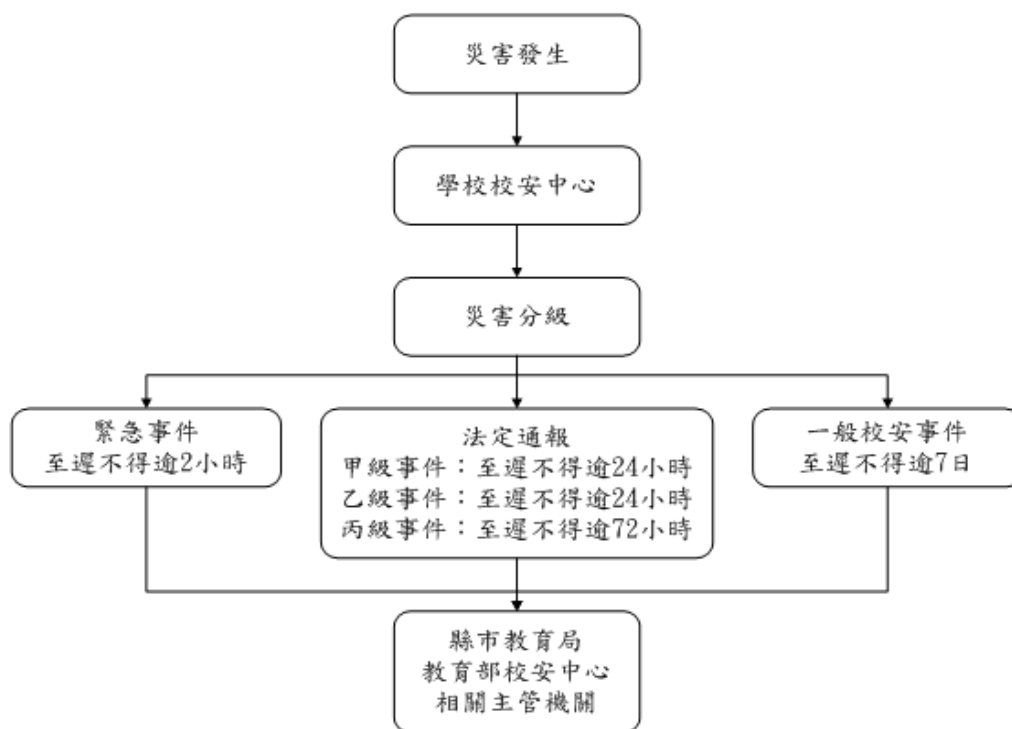 災害發生
學校校安中心
災害分級
緊急事件
至遲不得逾2小時
法定通報
甲級事件：至遲不得逾24小時
乙級事件：至遲不得逾24小時
丙級事件：至遲不得逾72小時
一般校安事件
至遲不得逾7日
縣市教育局
教育部校安中心
相關主管機關